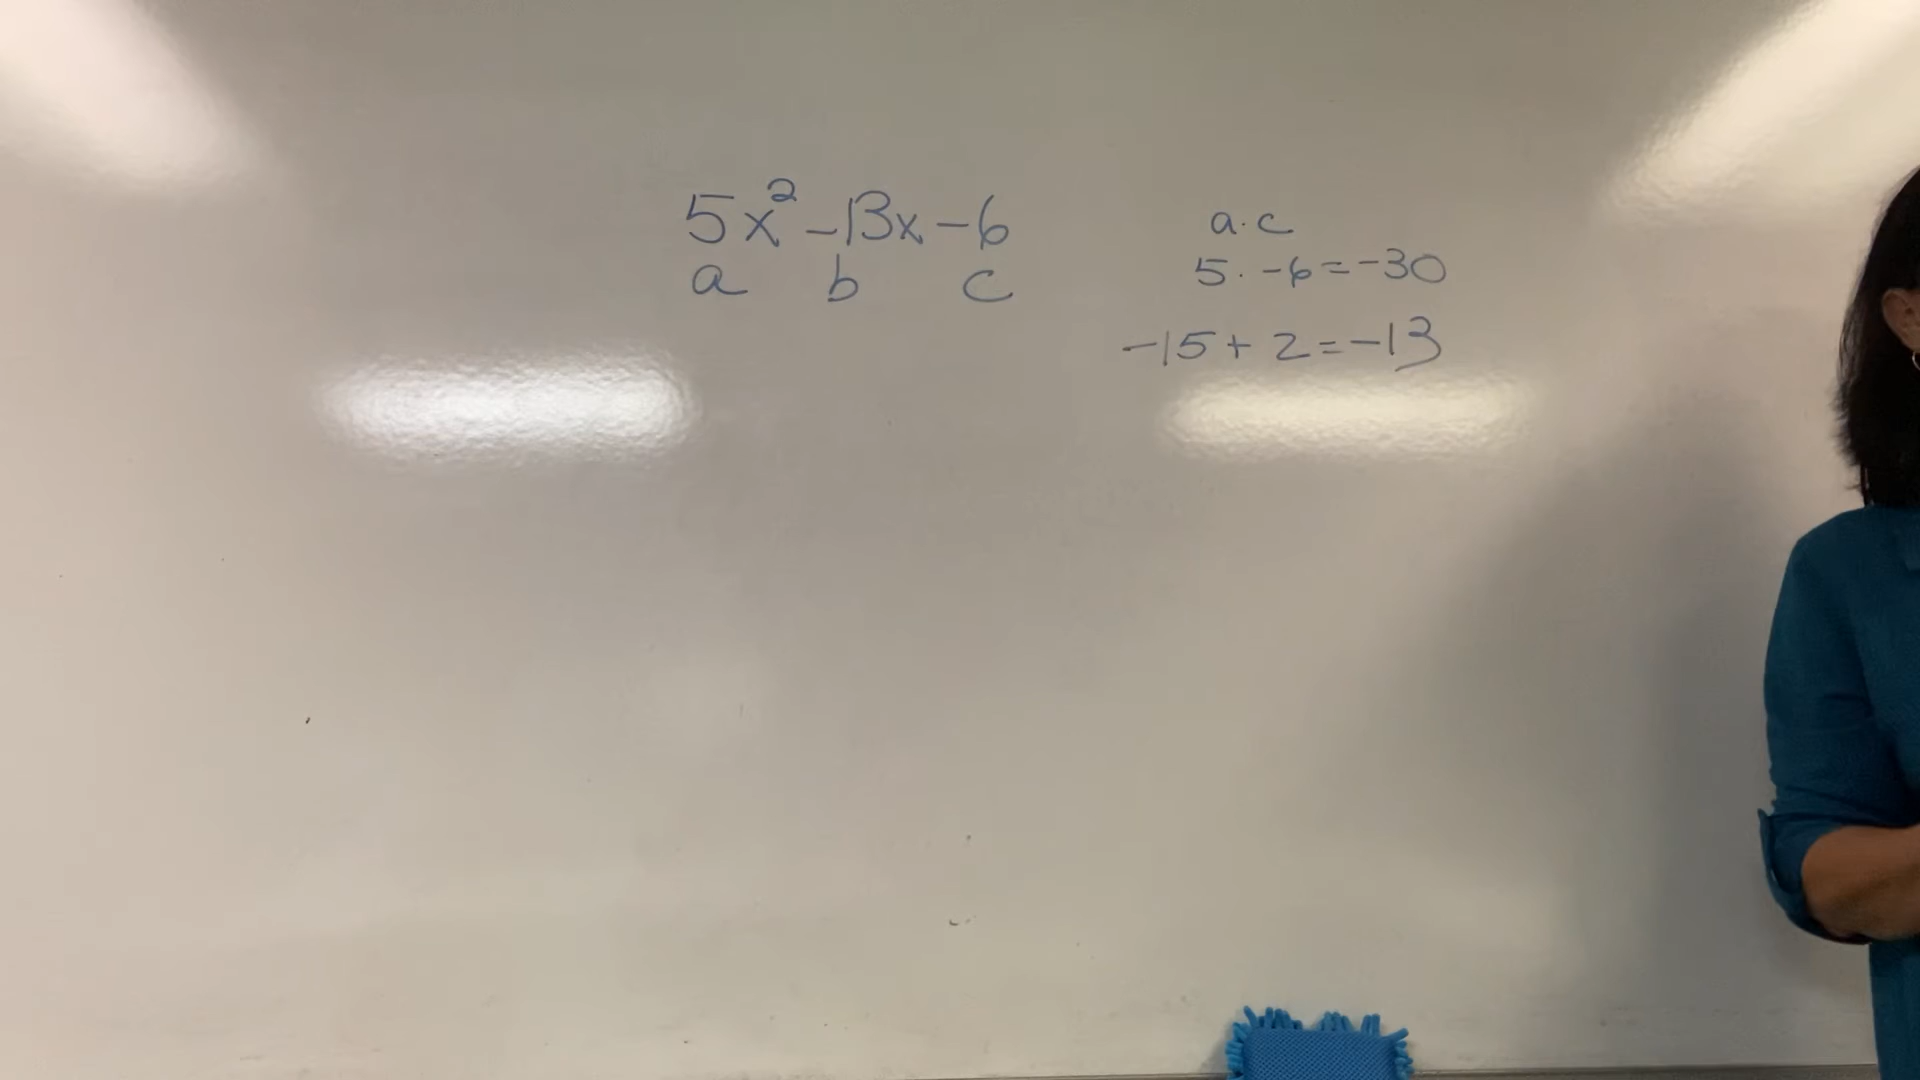 5x² -13x -6
a b c
a·c
5· -6 = -30
-15 + 2 = -13